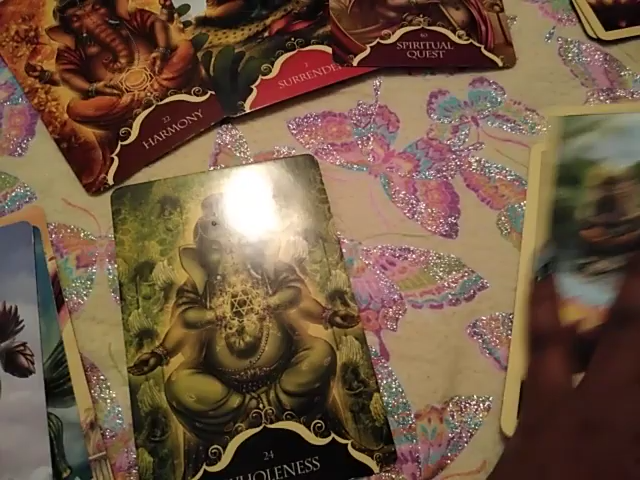 22
HARMONY
7
SURRENDER
40
SPIRITUAL
QUEST
24
WHOLENESS